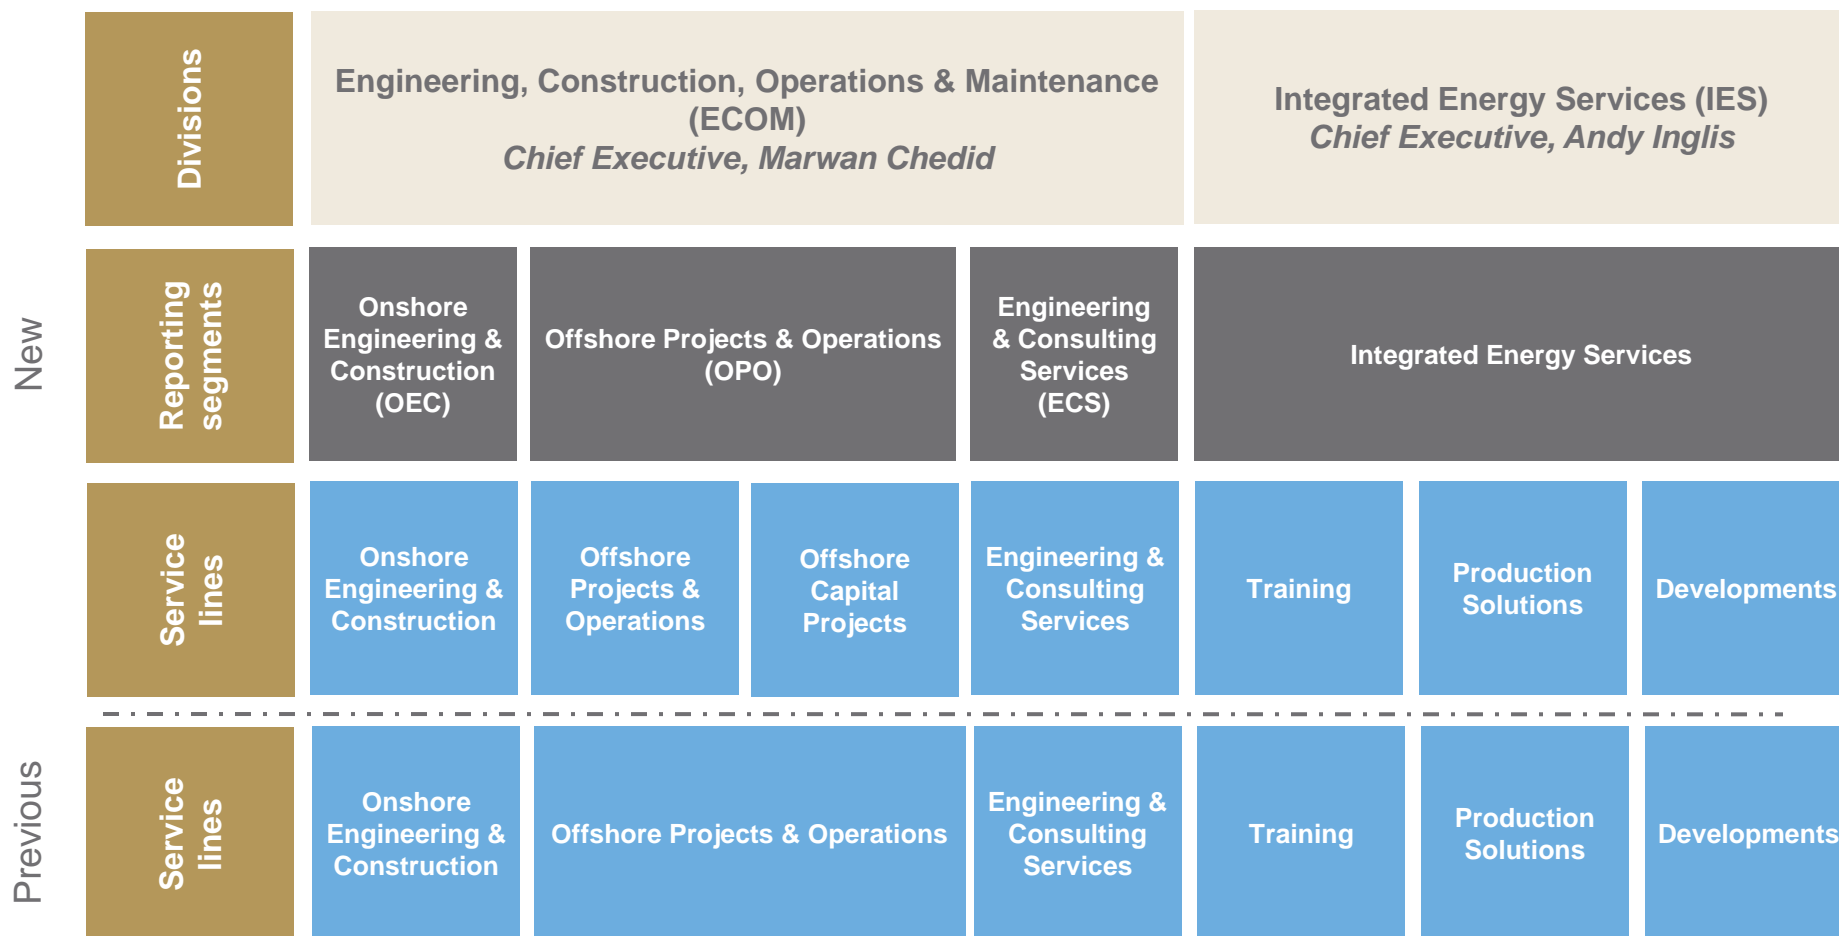 New
Divisions
Engineering, Construction, Operations & Maintenance
(ECOM)
Chief Executive, Marwan Chedid
Integrated Energy Services (IES)
Chief Executive, Andy Inglis
Reporting
segments
Onshore
Engineering &
Construction
(OEC)
Offshore Projects & Operations
(OPO)
Engineering
& Consulting
Services
(ECS)
Integrated Energy Services
Service
lines
Onshore
Engineering &
Construction
Offshore
Projects &
Operations
Offshore
Capital
Projects
Engineering &
Consulting
Services
Training
Production
Solutions
Developments
Previous
Service
lines
Onshore
Engineering &
Construction
Offshore Projects & Operations
Engineering &
Consulting
Services
Training
Production
Solutions
Developments